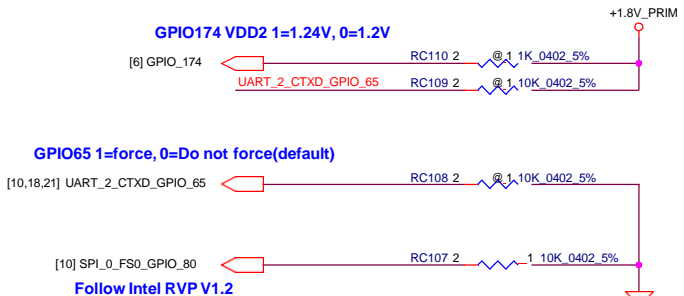 +1.8V_PRIM
GPIO174 VDD2 1=1.24V, 0=1.2V
[6] GPIO_174 RC110 2 @ 1 1K_0402_5%
UART_2_CTXD_GPIO_65 RC109 2 @ 1 10K_0402_5%
GPIO65 1=force, 0=Do not force(default)
[10,18,21] UART_2_CTXD_GPIO_65 RC108 2 @ 1 10K_0402_5%
[10] SPI_0_FS0_GPIO_80 RC107 2 1 10K_0402_5%
Follow Intel RVP V1.2